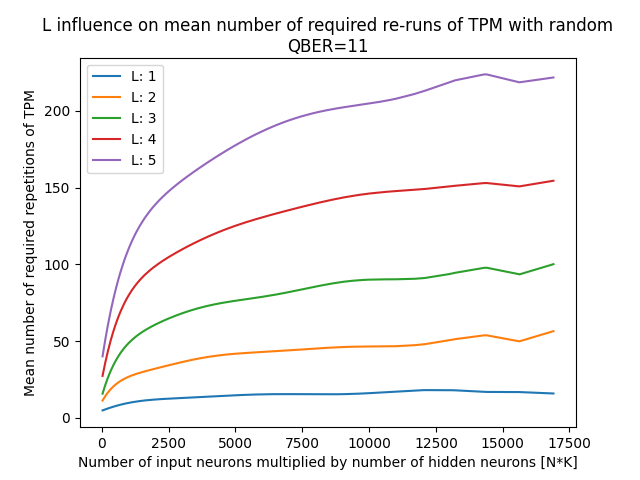 L influence on mean number of required re-runs of TPM with random
QBER=11
Mean number of required repetitions of TPM
200
150
100
50
0
L: 1
L: 2
L: 3
L: 4
L: 5
0 2500 5000 7500 10000 12500 15000 17500
Number of input neurons multiplied by number of hidden neurons [N*K]